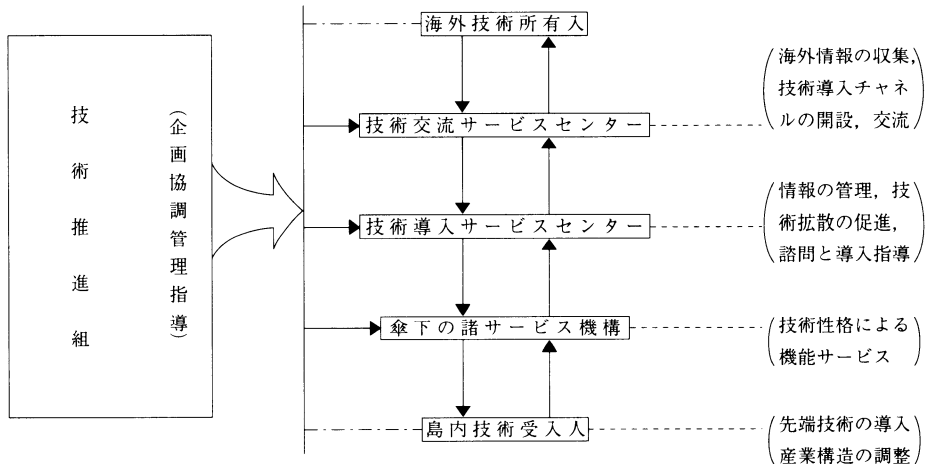 技術推進組
(企画協調管理指導)
海外技術所有入
技術交流サービスセンター
技術導入サービスセンター
傘下の諸サービス機構
島内技術受入人
(海外情報の収集,
技術導入チャネ
ルの開設, 交流)
(情報の管理, 技
術拡散の促進,
諮問と導入指導)
(技術性格による
機能サービス)
(先端技術の導入
産業構造の調整)